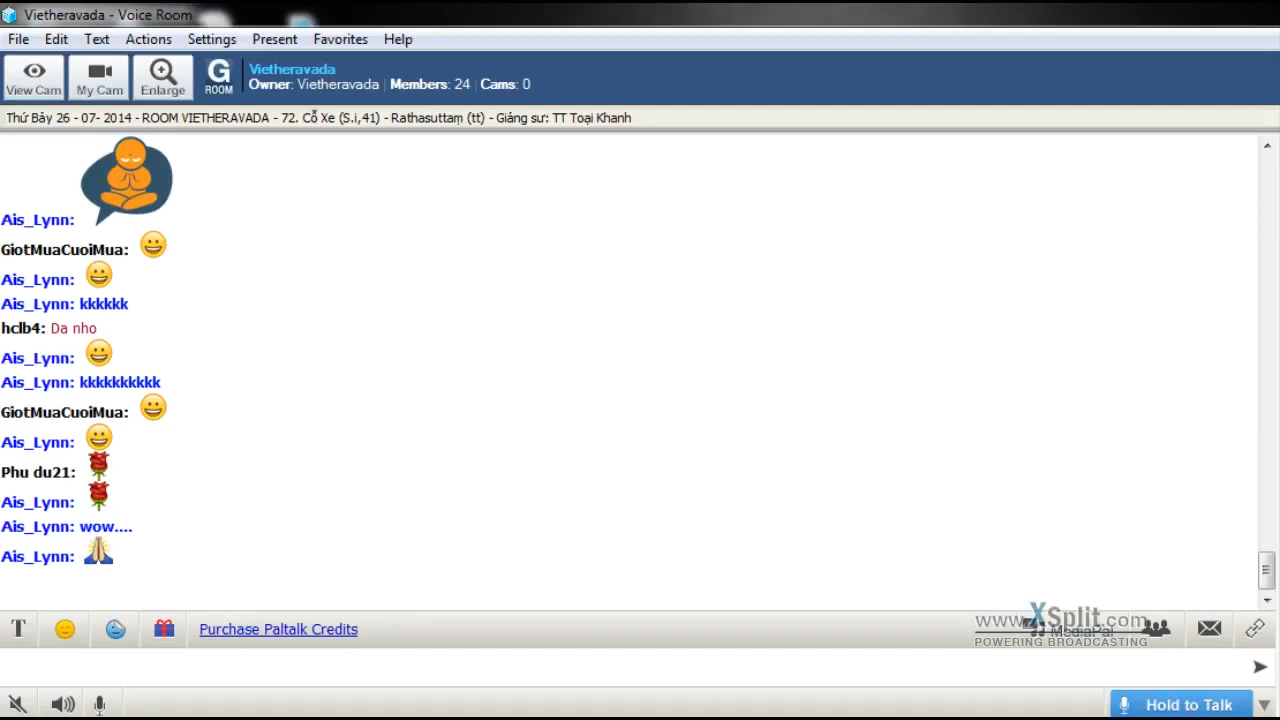 Vietheravada - Voice Room
File Edit Text Actions Settings Present Favorites Help
View Cam My Cam Enlarge G ROOM
Vietheravada
Owner: Vietheravada | Members: 24 | Cams: 0
Thứ Bảy 26 - 07- 2014 - ROOM VIETHERAVADA - 72. Cỗ Xe (S.i,41) - Rathasuttaṃ (tt) - Giảng sư: TT Toại Khanh
Ais_Lynn:
GiotMuaCuoiMua:
Ais_Lynn:
Ais_Lynn: kkkkkk
hclb4: Da nho
Ais_Lynn:
Ais_Lynn: kkkkkkkkkk
GiotMuaCuoiMua:
Ais_Lynn:
Phu du21:
Ais_Lynn:
Ais_Lynn: wow....
Ais_Lynn:
T Purchase Paltalk Credits
www.XSplit.com
MediaPal
POWERING BROADCASTING
Hold to Talk